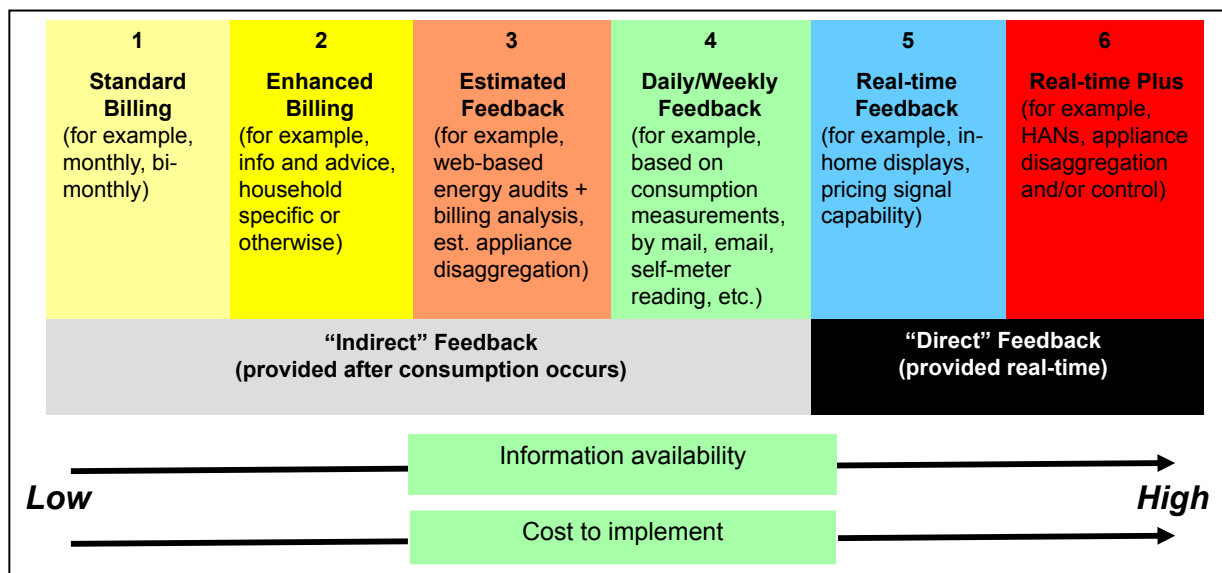 1
Standard
Billing
(for example,
monthly, bi-
monthly)
2
Enhanced
Billing
(for example,
info and advice,
household
specific or
otherwise)
3
Estimated
Feedback
(for example,
web-based
energy audits +
billing analysis,
est. appliance
disaggregation)
4
Daily/Weekly
Feedback
(for example,
based on
consumption
measurements,
by mail, email,
self-meter
reading, etc.)
5
Real-time
Feedback
(for example, in-
home displays,
pricing signal
capability)
6
Real-time Plus
(for example,
HANs, appliance
disaggregation
and/or control)
“Indirect” Feedback
(provided after consumption occurs)
“Direct” Feedback
(provided real-time)
Information availability
Low
High
Cost to implement